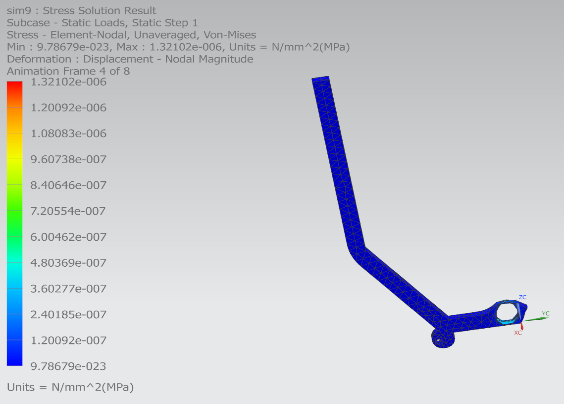 sim9 : Stress Solution Result
Subcase - Static Loads, Static Step 1
Stress - Element-Nodal, Unaveraged, Von-Mises
Min : 9.78679e-023, Max : 1.32102e-006, Units = N/mm^2(MPa)
Deformation : Displacement - Nodal Magnitude
Animation Frame 4 of 8
1.32102e-006
1.20092e-006
1.08083e-006
9.60738e-007
8.40646e-007
7.20554e-007
6.00462e-007
4.80369e-007
3.60277e-007
2.40185e-007
1.20092e-007
9.78679e-023
ZC
YC
XC
Units = N/mm^2(MPa)